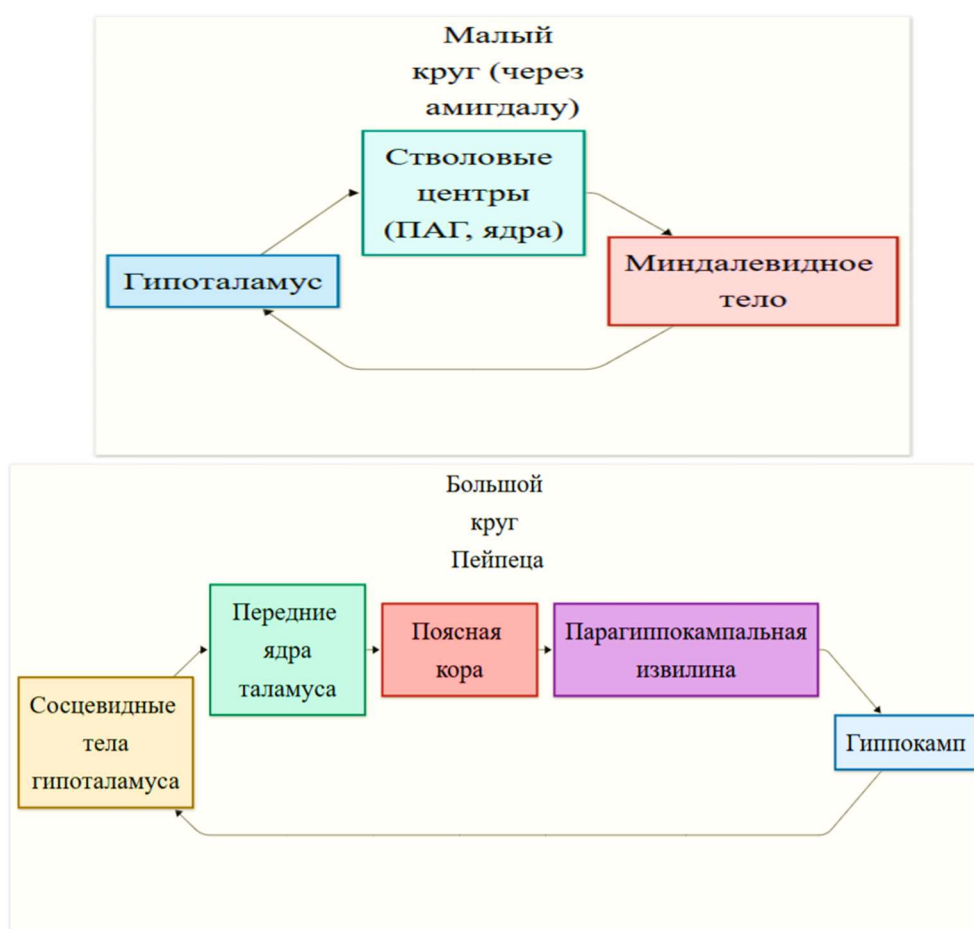 Малый
круг (через
амигдалу)
Стволовые
центры
(ПАГ, ядра)
Гипоталамус
Миндалевидное
тело
Большой
круг
Пейпеца
Передние
ядра
таламуса
Поясная
кора
Парагиппокампальная
извилина
Сосцевидные
тела
гипоталамуса
Гиппокамп